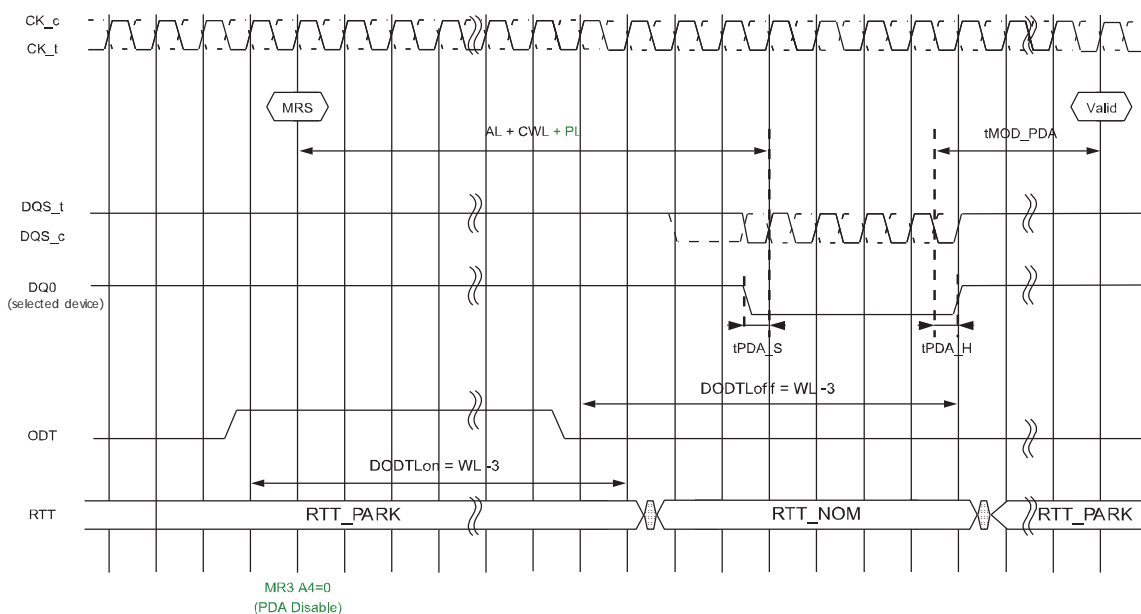 CK_c
CK_t
MRS
Valid
AL + CWL + PL
tMOD_PDA
DQS_t
DQS_c
DQ0
(selected device)
tPDA_S
tPDA_H
DODTLoff = WL -3
ODT
DODTLon = WL -3
RTT
RTT_PARK
RTT_NOM
RTT_PARK
MR3 A4=0
(PDA Disable)